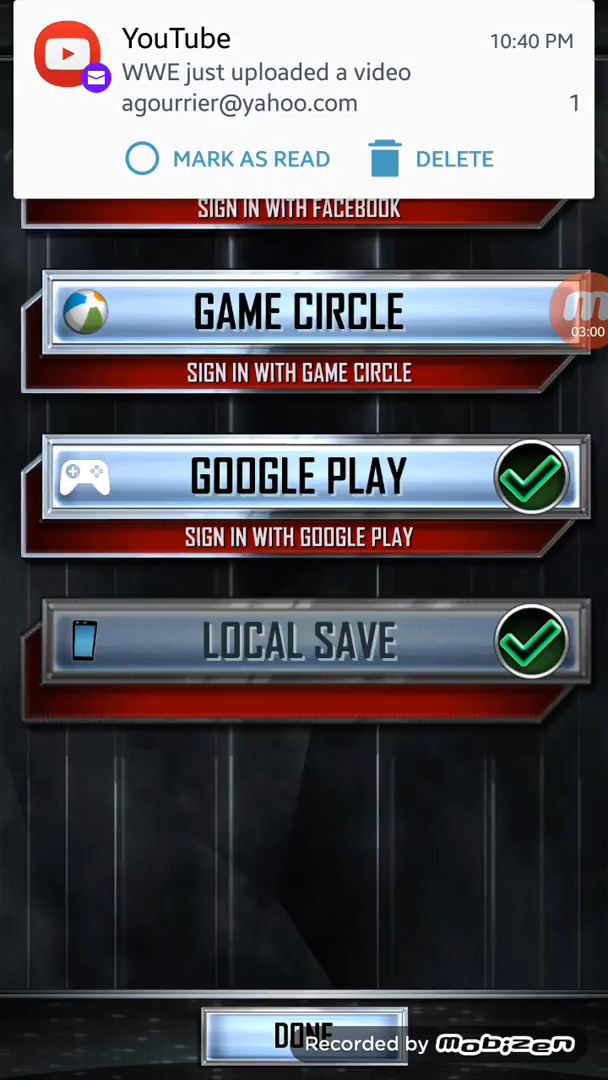 YouTube
10:40 PM
WWE just uploaded a video
agourrier@yahoo.com
1
MARK AS READ
DELETE
SIGN IN WITH FACEBOOK
GAME CIRCLE
03:00
SIGN IN WITH GAME CIRCLE
GOOGLE PLAY
SIGN IN WITH GOOGLE PLAY
LOCAL SAVE
DONE
Recorded by mobizen